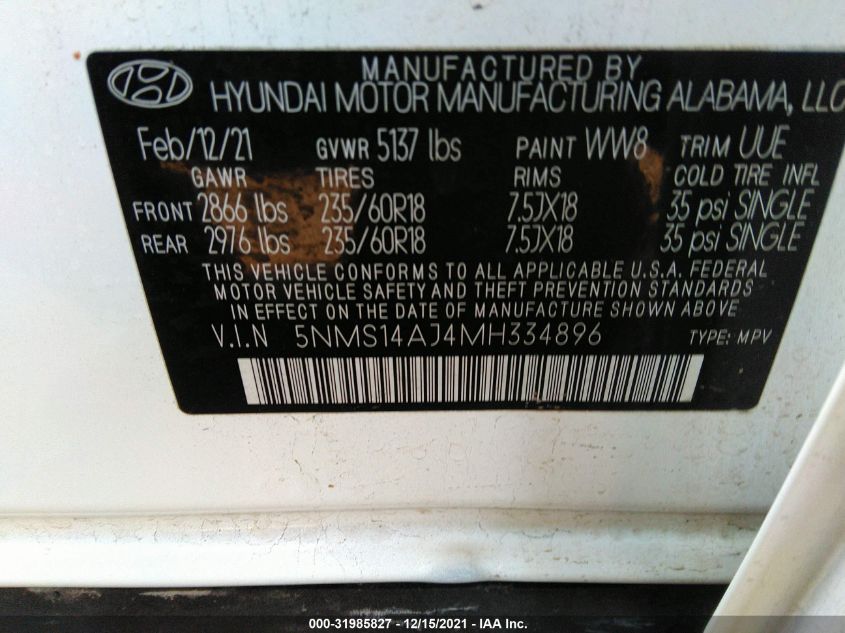 MANUFACTURED BY
HYUNDAI MOTOR MANUFACTURING ALABAMA, LLC
Feb/12/21 GVWR 5137 lbs PAINT WW8 TRIM UUE
GAWR TIRES RIMS COLD TIRE INFL
FRONT 2866 lbs 235/60R18 7.5JX18 35 psi SINGLE
REAR 2976 lbs 235/60R18 7.5JX18 35 psi SINGLE
THIS VEHICLE CONFORMS TO ALL APPLICABLE U.S.A. FEDERAL
MOTOR VEHICLE SAFETY AND THEFT PREVENTION STANDARDS
IN EFFECT ON THE DATE OF MANUFACTURE SHOWN ABOVE
V.I.N 5NMS14AJ4MH334896 TYPE: MPV
000-31985827 - 12/15/2021 - IAA Inc.